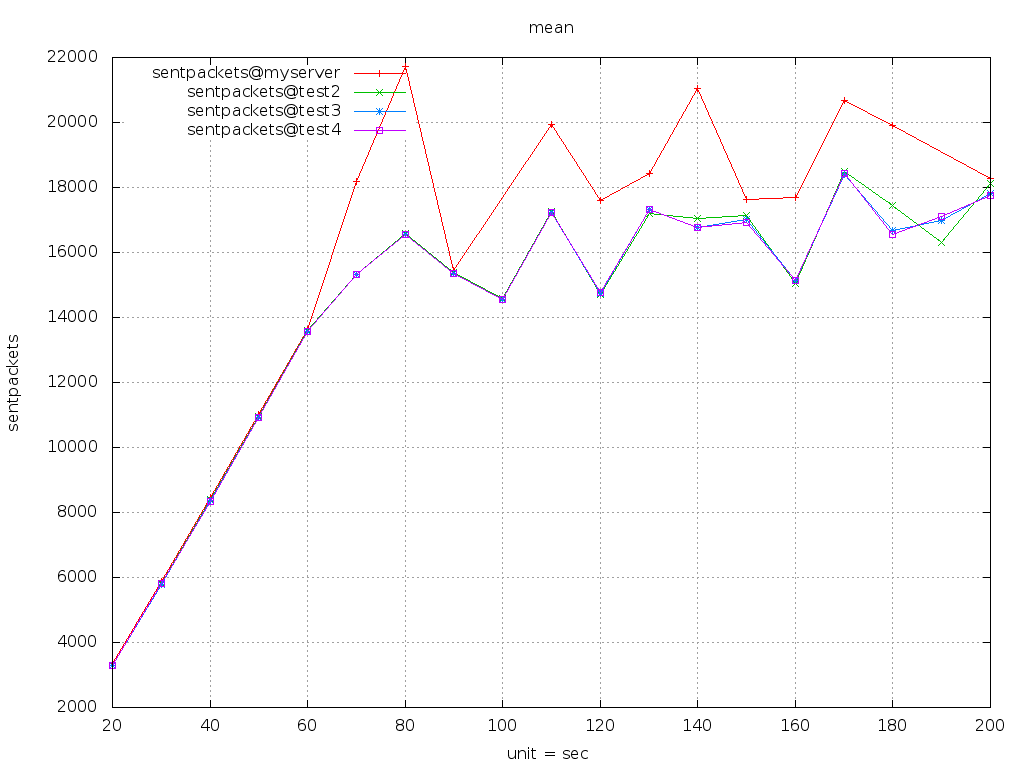 mean
22000
20000
18000
16000
14000
12000
10000
8000
6000
4000
2000
sentpackets@myserver
sentpackets@test2
sentpackets@test3
sentpackets@test4
sentpackets
20 40 60 80 100 120 140 160 180 200
unit = sec